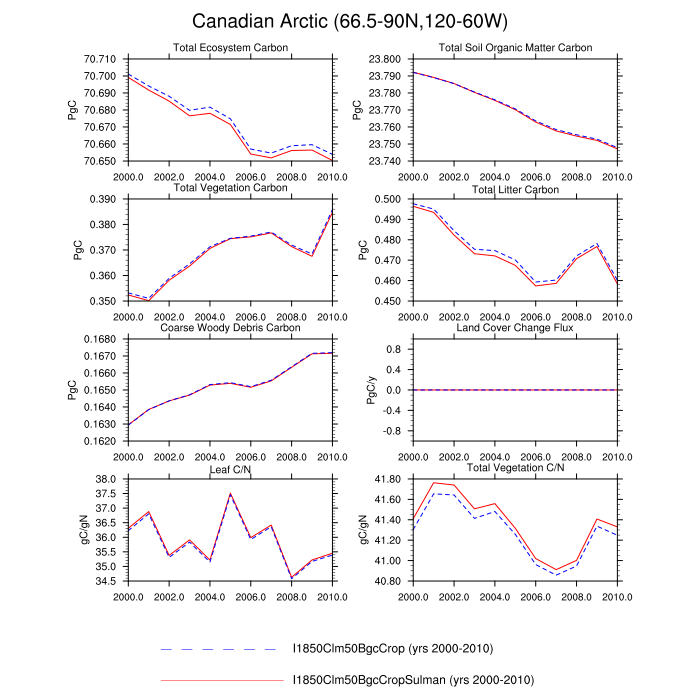 Canadian Arctic (66.5-90N,120-60W)
Total Ecosystem Carbon
70.710
70.700
70.690
70.680
70.670
70.660
70.650
PgC
2000.0 2002.0 2004.0 2006.0 2008.0 2010.0
Total Soil Organic Matter Carbon
23.800
23.790
23.780
23.770
23.760
23.750
23.740
PgC
2000.0 2002.0 2004.0 2006.0 2008.0 2010.0
Total Vegetation Carbon
0.390
0.380
0.370
0.360
0.350
PgC
2000.0 2002.0 2004.0 2006.0 2008.0 2010.0
Total Litter Carbon
0.500
0.490
0.480
0.470
0.460
0.450
PgC
2000.0 2002.0 2004.0 2006.0 2008.0 2010.0
Coarse Woody Debris Carbon
0.1680
0.1670
0.1660
0.1650
0.1640
0.1630
0.1620
PgC
2000.0 2002.0 2004.0 2006.0 2008.0 2010.0
Land Cover Change Flux
0.8
0.4
0.0
-0.4
-0.8
PgC/y
2000.0 2002.0 2004.0 2006.0 2008.0 2010.0
Leaf C/N
38.0
37.5
37.0
36.5
36.0
35.5
35.0
34.5
gC/gN
2000.0 2002.0 2004.0 2006.0 2008.0 2010.0
Total Vegetation C/N
41.80
41.60
41.40
41.20
41.00
40.80
gC/gN
2000.0 2002.0 2004.0 2006.0 2008.0 2010.0
I1850Clm50BgcCrop (yrs 2000-2010)
I1850Clm50BgcCropSulman (yrs 2000-2010)